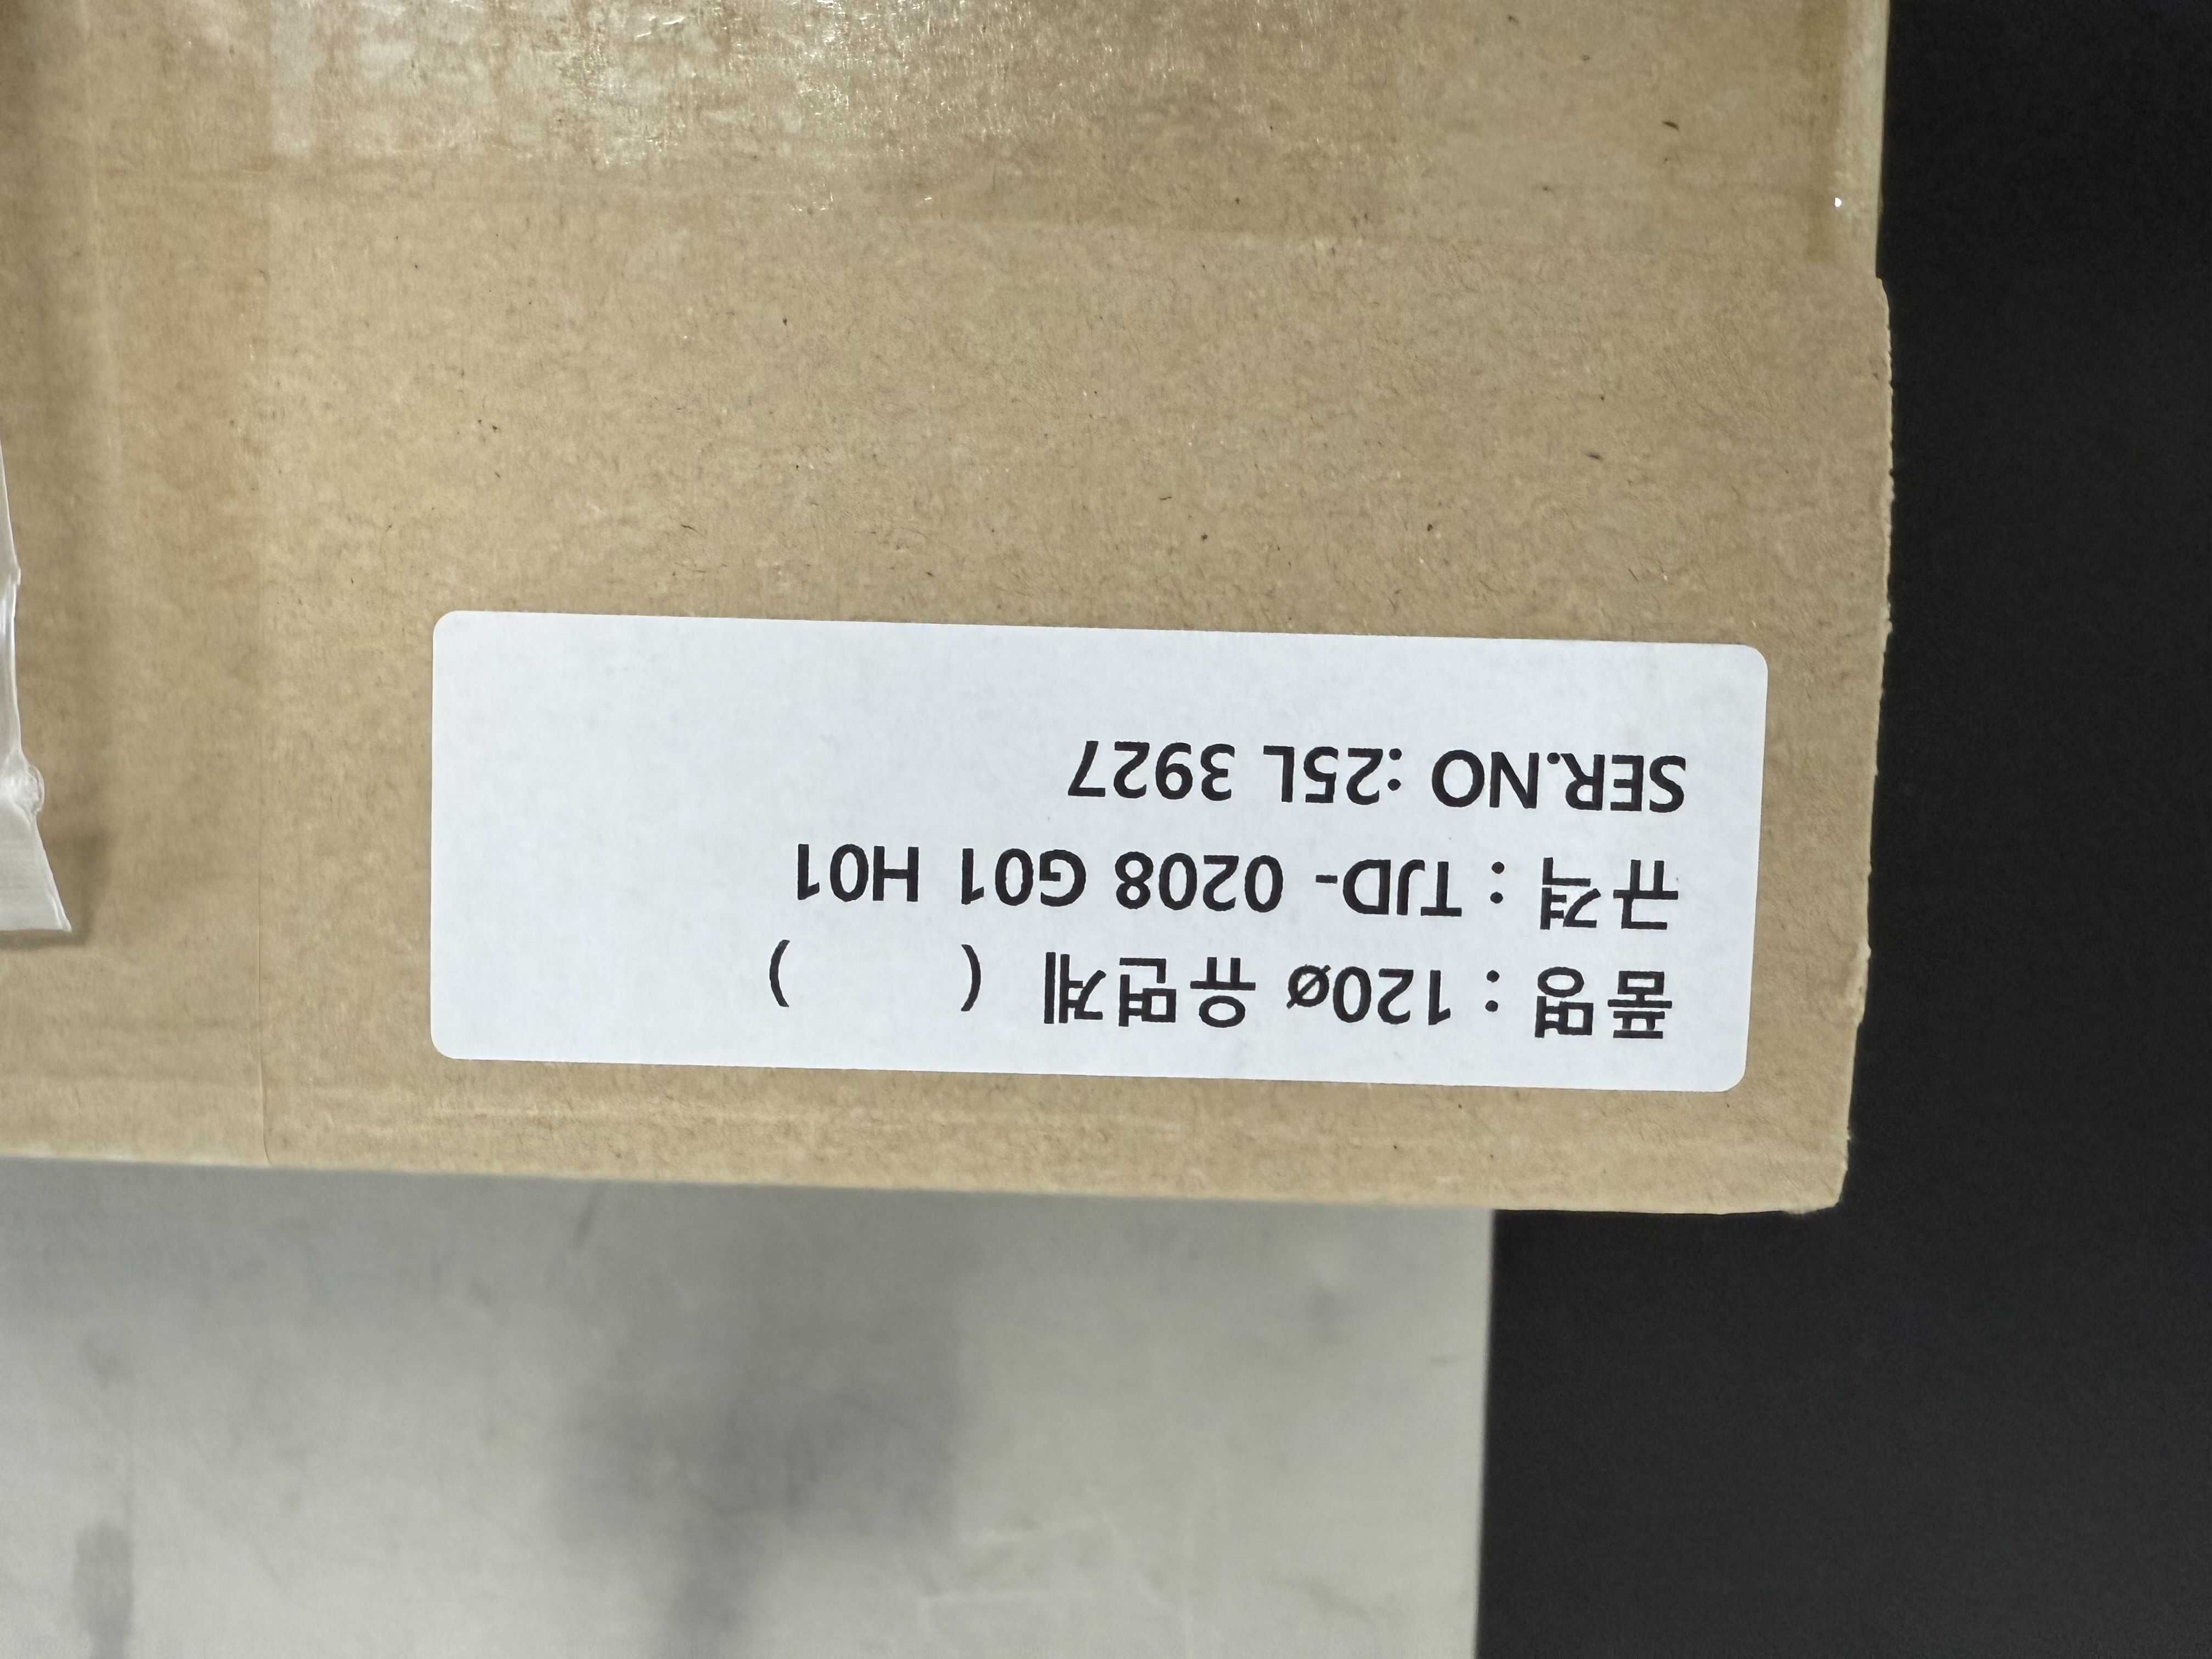 품명 : 120ø 유면계 (          )
규격 : TJD- 0208 G01 H01
SER.NO :25L 3927